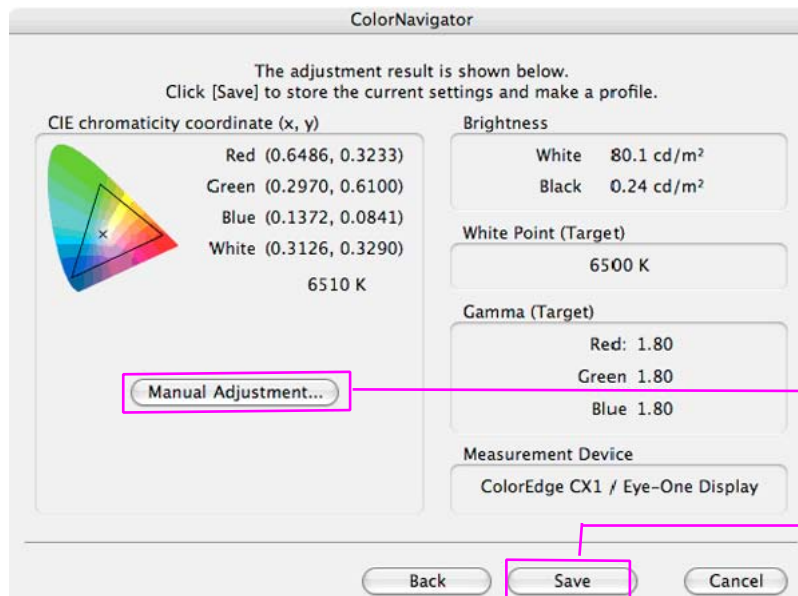 ColorNavigator
The adjustment result is shown below.
Click [Save] to store the current settings and make a profile.
CIE chromaticity coordinate (x, y)
Red (0.6486, 0.3233)
Green (0.2970, 0.6100)
Blue (0.1372, 0.0841)
White (0.3126, 0.3290)
6510 K
Manual Adjustment...
Brightness
White 80.1 cd/m²
Black 0.24 cd/m²
White Point (Target)
6500 K
Gamma (Target)
Red: 1.80
Green 1.80
Blue 1.80
Measurement Device
ColorEdge CX1 / Eye-One Display
Back Save Cancel